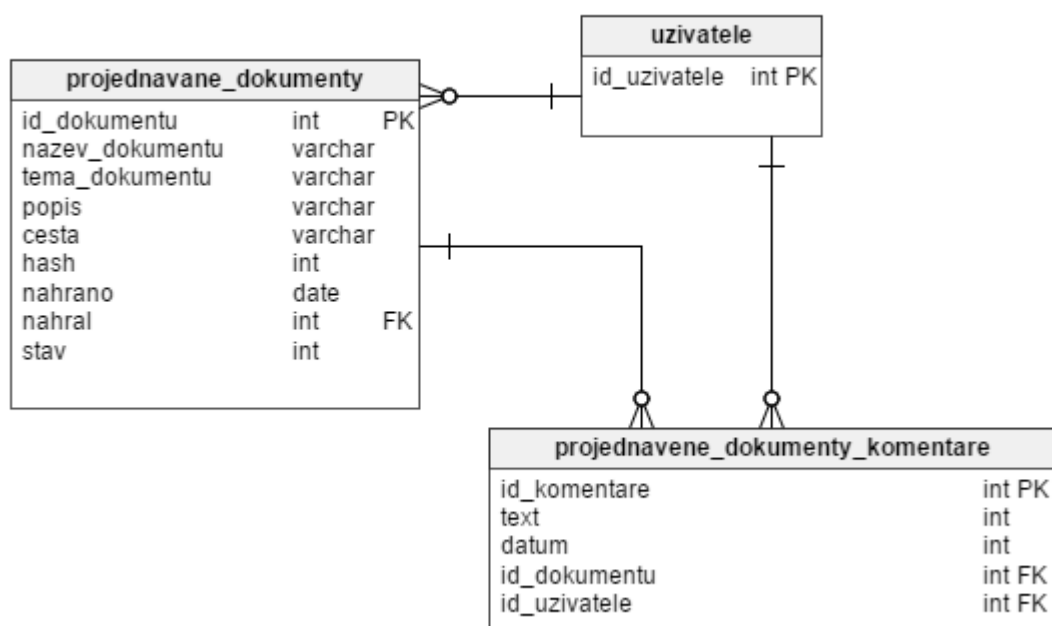 projednavane_dokumenty
id_dokumentu int PK
nazev_dokumentu varchar
tema_dokumentu varchar
popis varchar
cesta varchar
hash int
nahrano date
nahral int FK
stav int
uzivatele
id_uzivatele int PK
projednavene_dokumenty_komentare
id_komentare int PK
text int
datum int
id_dokumentu int FK
id_uzivatele int FK